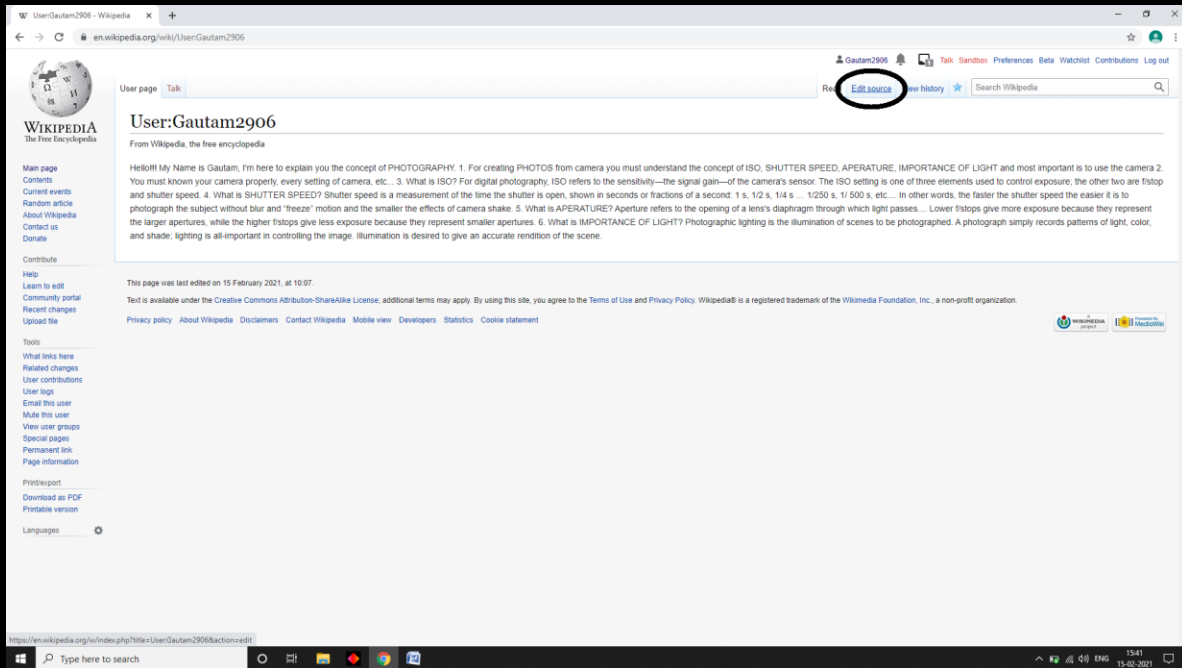 User:Gautam2906 - Wikipedia
en.wikipedia.org/wiki/User:Gautam2906
Gautam2906 Talk Sandbox Preferences Beta Watchlist Contributions Log out
User page Talk
Edit source
Search Wikipedia
WIKIPEDIA
The Free Encyclopedia
User:Gautam2906
From Wikipedia, the free encyclopedia
Hello!!! My Name is Gautam, I'm here to explain you the concept of PHOTOGRAPHY. 1. For creating PHOTOS from camera you must understand the concept of ISO, SHUTTER SPEED, APERATURE, IMPORTANCE OF LIGHT and most important is to use the camera 2.
You must known your camera properly, every setting of camera, etc... 3. What is ISO? For digital photography, ISO refers to the sensitivity—the signal gain—of the camera's sensor. The ISO setting is one of three elements used to control exposure; the other two are f/stop
and shutter speed. 4. What is SHUTTER SPEED? Shutter speed is a measurement of the time the shutter is open, shown in seconds or fractions of a second: 1 s, 1/2 s, 1/4 s … 1/250 s, 1/ 500 s, etc.... In other words, the faster the shutter speed the easier it is to
photograph the subject without blur and "freeze" motion and the smaller the effects of camera shake. 5. What is APERATURE? Aperture refers to the opening of a lens's diaphragm through which light passes.... Lower f/stops give more exposure because they represent
the larger apertures, while the higher f/stops give less exposure because they represent smaller apertures. 6. What is IMPORTANCE OF LIGHT? Photographic lighting is the illumination of scenes to be photographed. A photograph simply records patterns of light, color,
and shade; lighting is all-important in controlling the image. Illumination is desired to give an accurate rendition of the scene.
Main page
Contents
Current events
Random article
About Wikipedia
Contact us
Donate
Contribute
Help
Learn to edit
Community portal
Recent changes
Upload file
Tools
What links here
Related changes
User contributions
User logs
Email this user
Mute this user
View user groups
Special pages
Permanent link
Page information
Print/export
Download as PDF
Printable version
Languages
This page was last edited on 15 February 2021, at 10:07.
Text is available under the Creative Commons Attribution-ShareAlike License; additional terms may apply. By using this site, you agree to the Terms of Use and Privacy Policy. Wikipedia® is a registered trademark of the Wikimedia Foundation, Inc., a non-profit organization.
Privacy policy About Wikipedia Disclaimers Contact Wikipedia Mobile view Developers Statistics Cookie statement
A WIKIMEDIA project
Powered By MediaWiki
https://en.wikipedia.org/w/index.php?title=User:Gautam2906&action=edit
Type here to search
ENG
15:41
15-02-2021